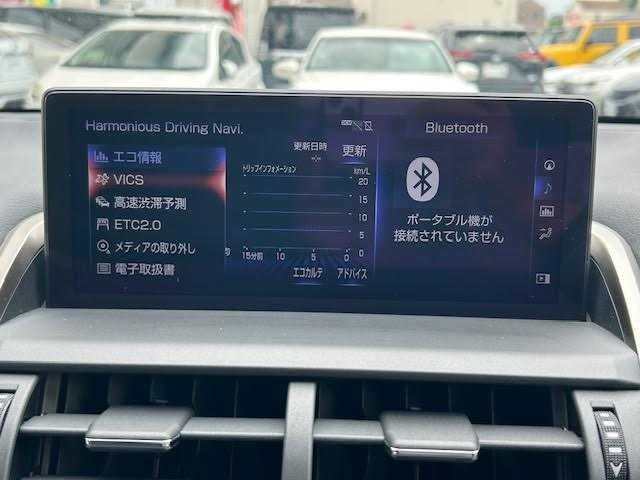 Harmonious Driving Navi.
エコ情報
VICS
高速渋滞予測
ETC2.0
メディアの取り外し
電子取扱書
更新日時
-/-
更新
トリップインフォメーション
km/L
20
15
10
5
0
15分前
10
5
0
エコカルテ
アドバイス
Bluetooth
ポータブル機が
接続されていません